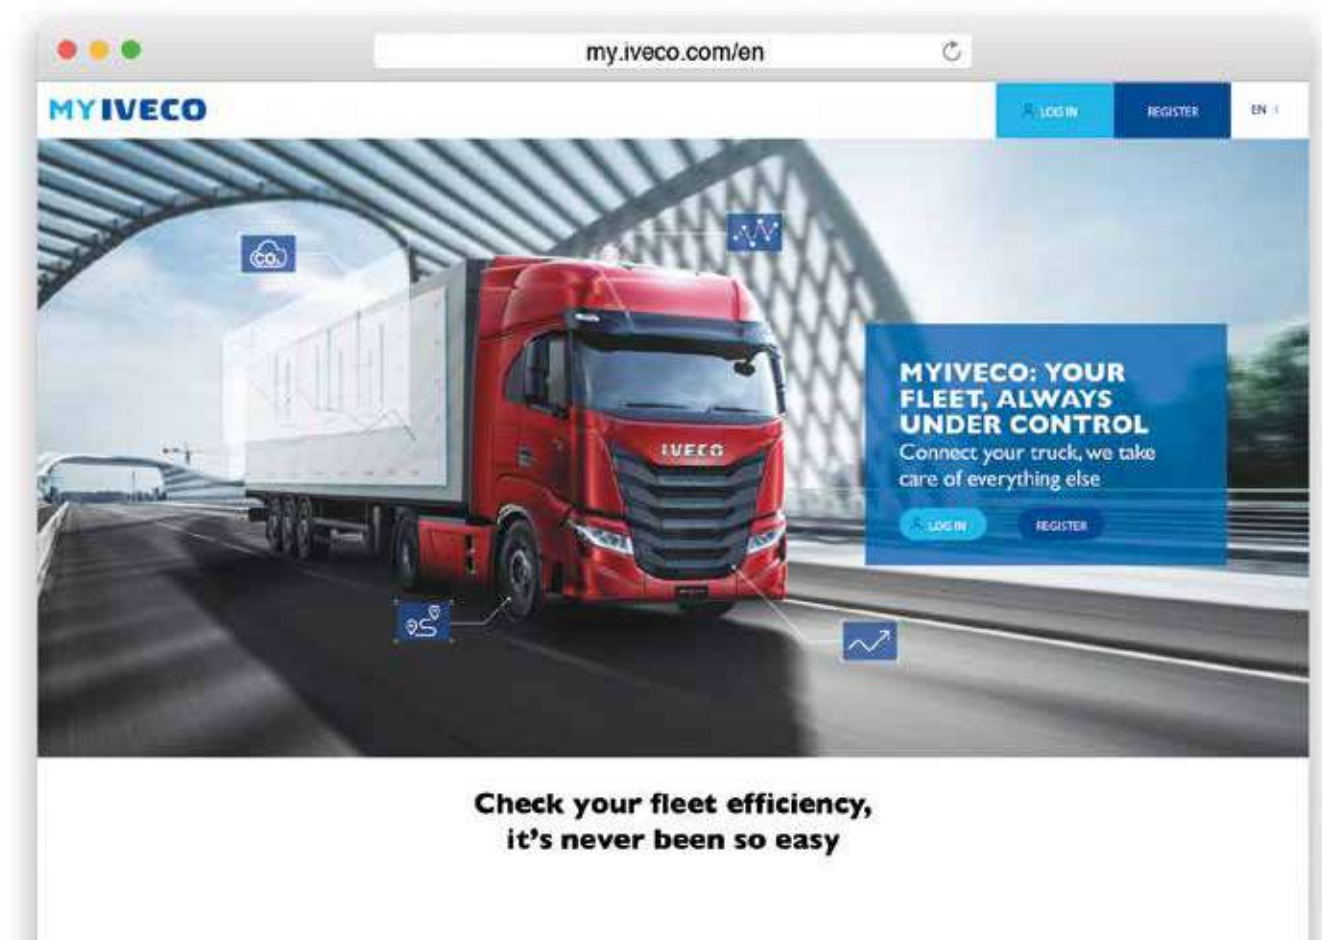 my.iveco.com/en
MYIVECO
LOG IN
REGISTER
EN
CO₂
IVECO
MYIVECO: YOUR
FLEET, ALWAYS
UNDER CONTROL
Connect your truck, we take
care of everything else
LOG IN
REGISTER
Check your fleet efficiency,
it's never been so easy